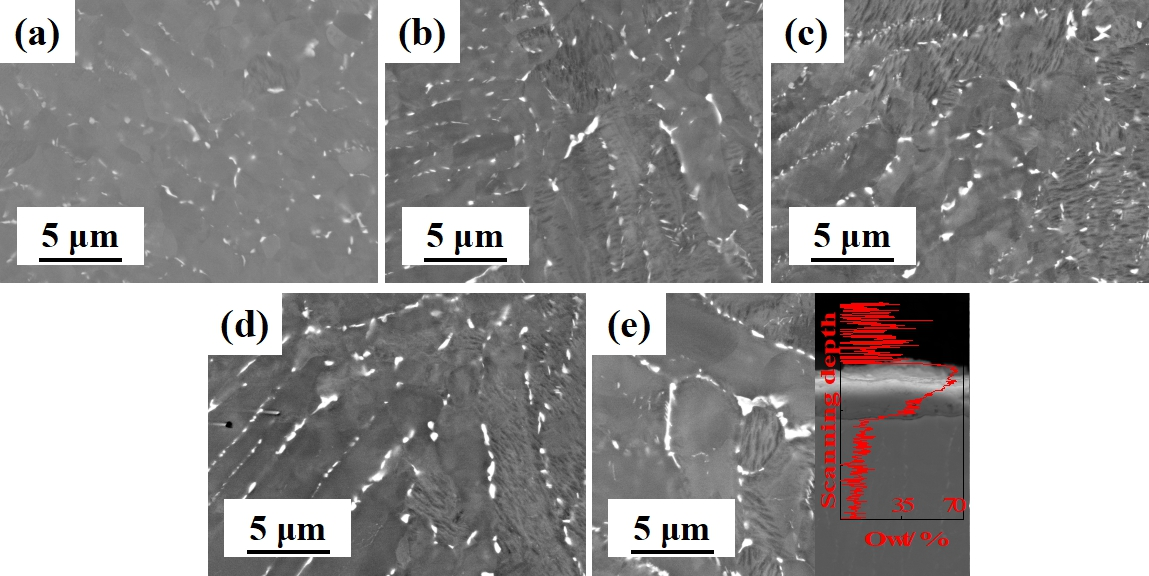 (a)
(b)
(c)
5 μm
5 μm
5 μm
(d)
(e)
5 μm
5 μm
Scanning depth
35
70
Owt/ %